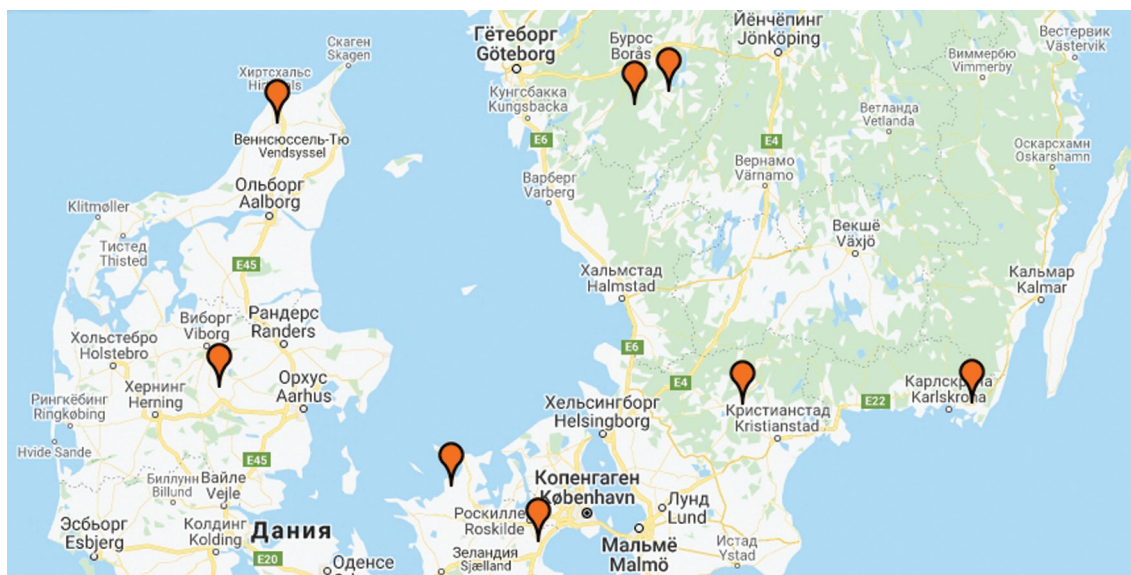 Скаген
Skagen
Хиртсхальс
Веннсюссель-Тю
Vendsyssel
Ольборг
Aalborg
Klitmøller
Тистед
Thisted
E45
Виборг
Viborg
Рандерс
Randers
Хольстебро
Holstebro
Хернинг
Herning
Орхус
Aarhus
Рингкёбинг
Ringkøbing
Hvide Sande
E45
Биллунн
Billund
Вайле
Vejle
Эсбьорг
Esbjerg
Колдинг
Kolding
Дания
E20
Оденсе
Гётеборг
Göteborg
Бурос
Borås
Йёнчёпинг
Jönköping
Вестервик
Västervik
Виммербю
Vimmerby
Кунгсбакка
Kungsbacka
E6
E4
Ветланда
Vetlanda
Оскарсхамн
Oskarshamn
Варберг
Varberg
Вернамо
Värnamo
Векшё
Växjö
Хальмстад
Halmstad
Кальмар
Kalmar
E6
E4
E22
Хельсингборг
Helsingborg
Кристианстад
Kristianstad
Karlskrona
Копенгаген
København
Роскилле
Roskilde
Лунд
Lund
Мальмё
Malmö
Истад
Ystad
Зеландия
Sjælland